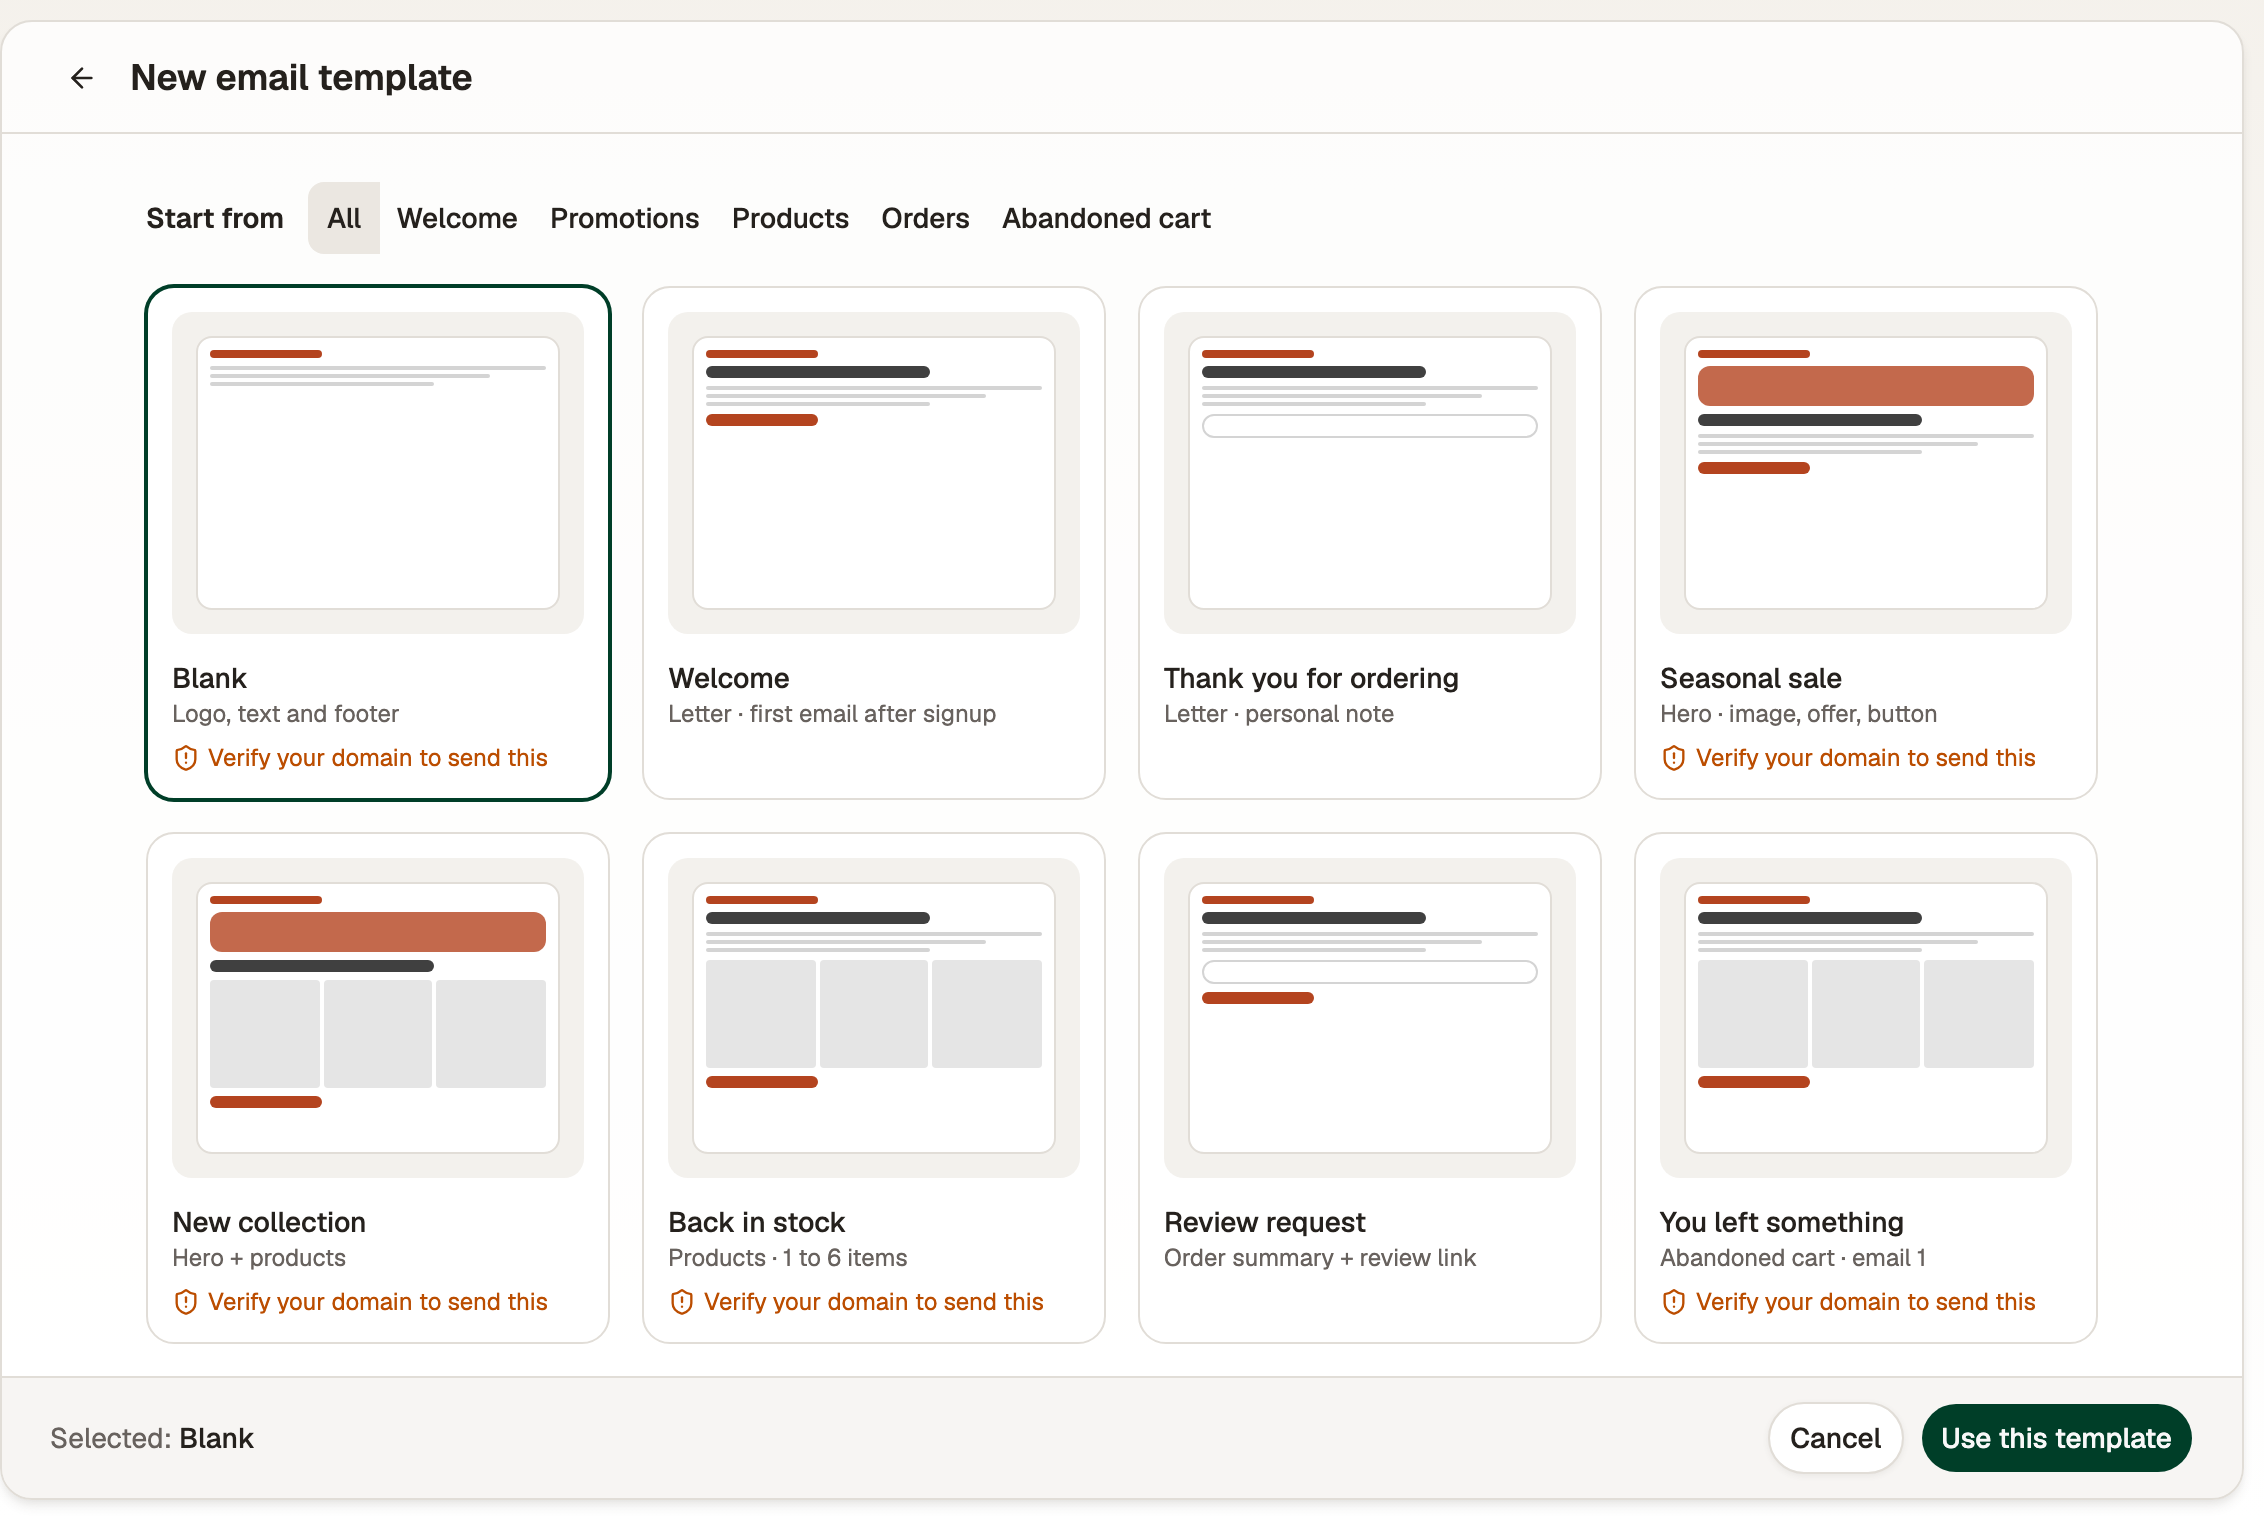 New email template
Start from All Welcome Promotions Products Orders Abandoned cart
Blank
Logo, text and footer
Verify your domain to send this
Welcome
Letter · first email after signup
Thank you for ordering
Letter · personal note
Seasonal sale
Hero · image, offer, button
Verify your domain to send this
New collection
Hero + products
Verify your domain to send this
Back in stock
Products · 1 to 6 items
Verify your domain to send this
Review request
Order summary + review link
You left something
Abandoned cart · email 1
Verify your domain to send this
Selected: Blank
Cancel
Use this template